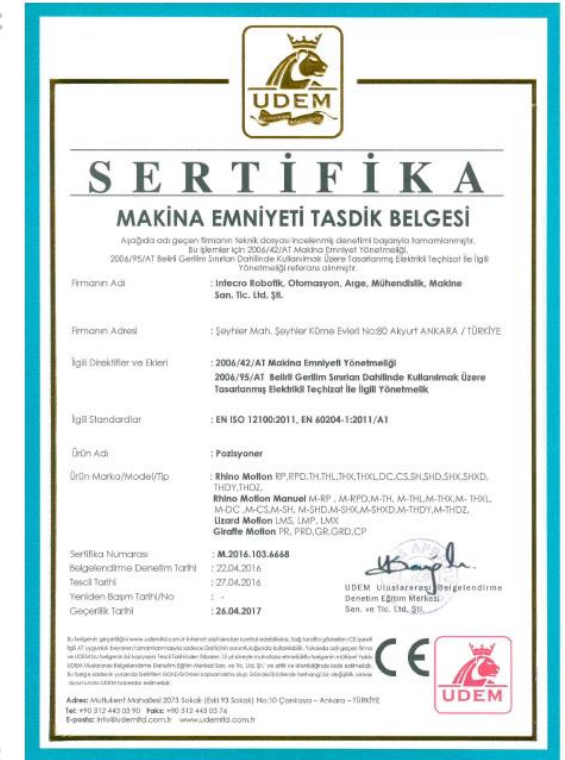 UDEM
SERTİFİKA
MAKİNA EMNİYETİ TASDİK BELGESİ
Aşağıda adı geçen firmanın teknik dosyası incelenmiş denetimi başarıyla tamamlanmıştır.
Bu işlemler için 2006/42/AT Makina Emniyet Yönetmeliği,
2006/95/AT Belirli Gerilim Sınırları Dahilinde Kullanılmak Üzere Tasarlanmış Elektrikli Teçhizat İle İlgili
Yönetmeliği referans alınmıştır.
Firmanın Adı : Intecro Robotik, Otomasyon, Arge, Mühendislik, Makine
San. Tic. Ltd. Şti.
Firmanın Adresi : Şeyhler Mah. Şeyhler Küme Evleri No:80 Akyurt ANKARA / TÜRKİYE
İlgili Direktifler ve Ekleri : 2006/42/AT Makina Emniyeti Yönetmeliği
2006/95/AT Belirli Gerilim Sınırları Dahilinde Kullanılmak Üzere
Tasarlanmış Elektrikli Teçhizat İle İlgili Yönetmelik
İlgili Standardlar : EN ISO 12100:2011, EN 60204-1:2011/A1
Ürün Adı : Pozisyoner
Ürün Marka/Model/Tip : Rhino Motion RP,RPD,TH,THL,THX,THXL,DC,CS,SH,SHD,SHX,SHXD,
THDY,THDZ,
Rhino Motion Manuel M-RP , M-RPD,M-TH, M-THL,M-THX,M- THXL,
M-DC ,M-CS,M-SH, M-SHD,M-SHX,M-SHXD,M-THDY,M-THDZ,
Lizard Motion LMS, LMP, LMX
Giraffe Motion PR, PRD,GR,GRD,CP
Sertifika Numarası : M.2016.103.6668
Belgelendirme Denetim Tarihi : 22.04.2016
Tescil Tarihi : 27.04.2016
Yeniden Basım Tarihi/No : -
Geçerlilik Tarihi : 26.04.2017
UDEM Uluslararası Belgelendirme
Denetim Eğitim Merkezi
San. ve Tic. Ltd. Şti.
CE
UDEM
Adres: Mutlukent Mahallesi 2073 Sokak (Eski 93 Sokak) No:10 Çankaya – Ankara – TÜRKİYE
Tel: +90 312 443 03 90 Faks: +90 312 443 03 76
E-posta: info@udemltd.com.tr www.udemltd.com.tr